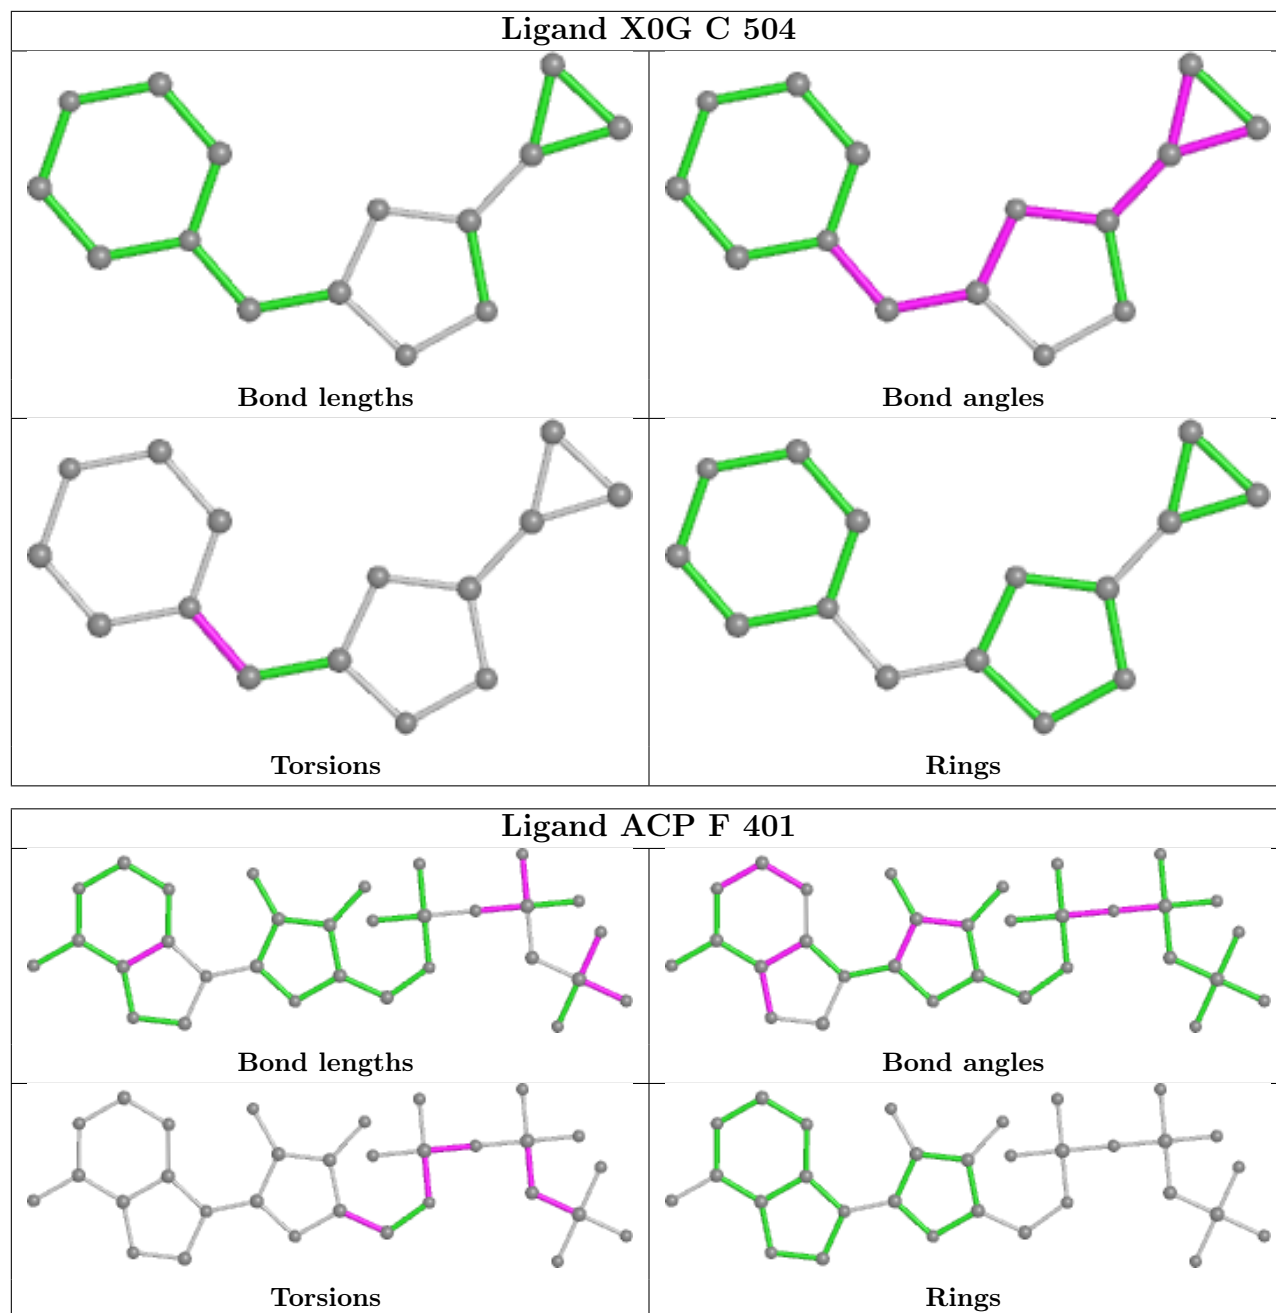 Ligand X0G C 504
Bond lengths
Bond angles
Torsions
Rings
Ligand ACP F 401
Bond lengths
Bond angles
Torsions
Rings